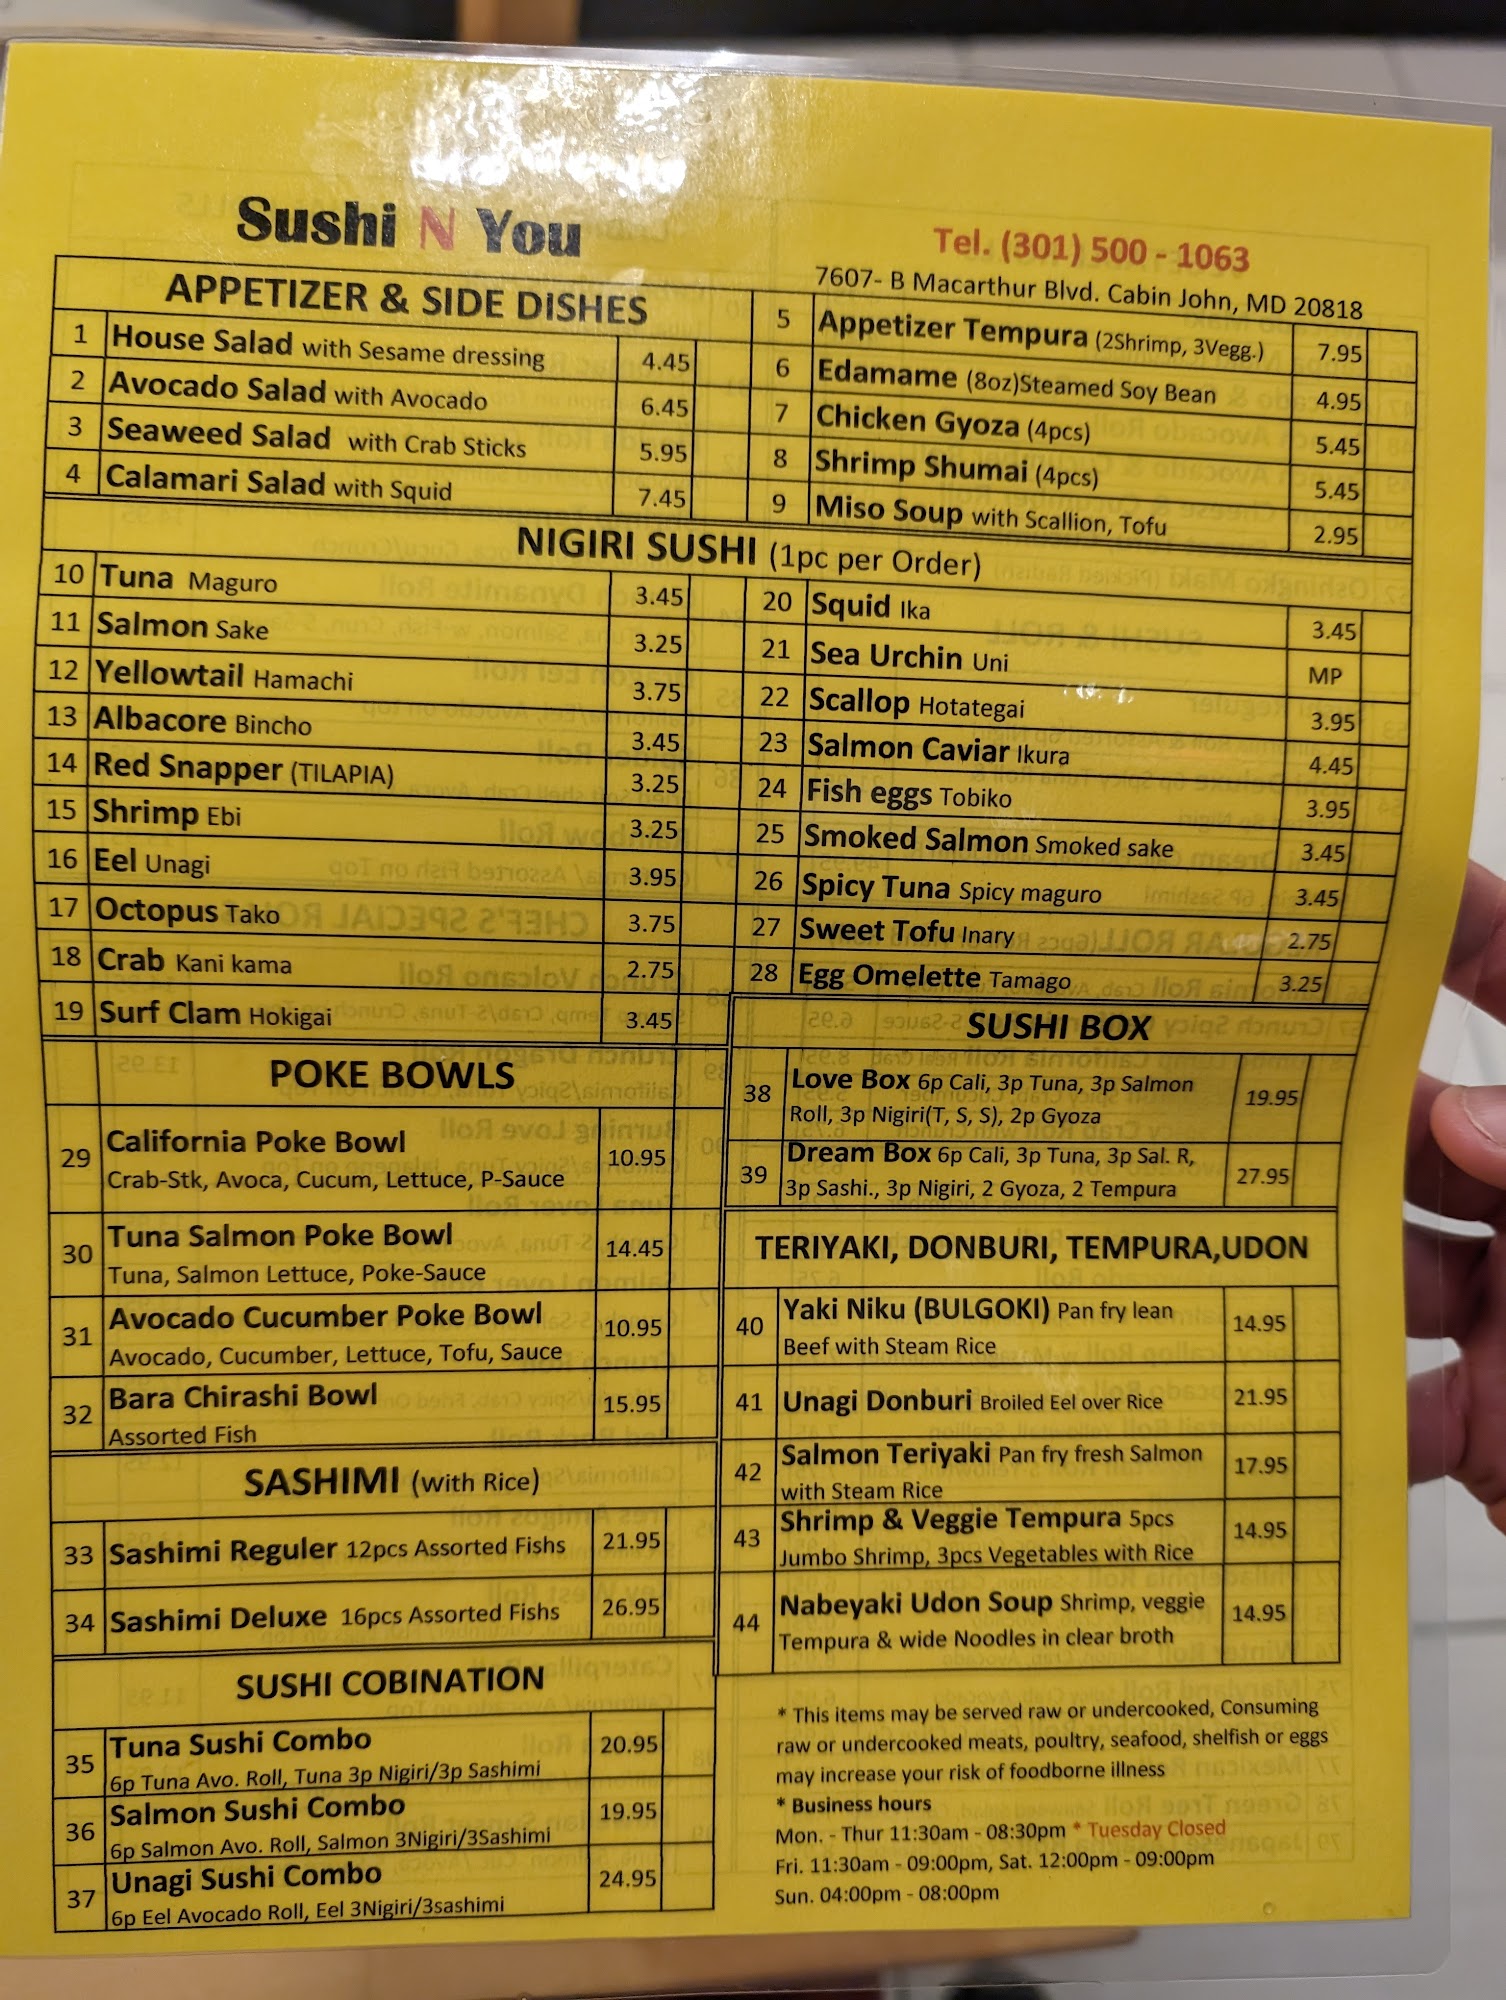 Sushi N You
Tel. (301) 500 - 1063
7607- B Macarthur Blvd. Cabin John, MD 20818
APPETIZER & SIDE DISHES
1 House Salad with Sesame dressing 4.45
2 Avocado Salad with Avocado 6.45
3 Seaweed Salad with Crab Sticks 5.95
4 Calamari Salad with Squid 7.45
5 Appetizer Tempura (2Shrimp, 3Vegg.) 7.95
6 Edamame (8oz)Steamed Soy Bean 4.95
7 Chicken Gyoza (4pcs) 5.45
8 Shrimp Shumai (4pcs) 5.45
9 Miso Soup with Scallion, Tofu 2.95
NIGIRI SUSHI (1pc per Order)
10 Tuna Maguro 3.45
11 Salmon Sake 3.25
12 Yellowtail Hamachi 3.75
13 Albacore Bincho 3.45
14 Red Snapper (TILAPIA) 3.25
15 Shrimp Ebi 3.25
16 Eel Unagi 3.95
17 Octopus Tako 3.75
18 Crab Kani kama 2.75
19 Surf Clam Hokigai 3.45
20 Squid Ika 3.45
21 Sea Urchin Uni MP
22 Scallop Hotategai 3.95
23 Salmon Caviar Ikura 4.45
24 Fish eggs Tobiko 3.95
25 Smoked Salmon Smoked sake 3.45
26 Spicy Tuna Spicy maguro 3.45
27 Sweet Tofu Inary 2.75
28 Egg Omelette Tamago 3.25
POKE BOWLS
29 California Poke Bowl 10.95
Crab-Stk, Avoca, Cucum, Lettuce, P-Sauce
30 Tuna Salmon Poke Bowl 14.45
Tuna, Salmon Lettuce, Poke-Sauce
31 Avocado Cucumber Poke Bowl 10.95
Avocado, Cucumber, Lettuce, Tofu, Sauce
32 Bara Chirashi Bowl 15.95
Assorted Fish
SASHIMI (with Rice)
33 Sashimi Reguler 12pcs Assorted Fishs 21.95
34 Sashimi Deluxe 16pcs Assorted Fishs 26.95
SUSHI COBINATION
35 Tuna Sushi Combo 20.95
6p Tuna Avo. Roll, Tuna 3p Nigiri/3p Sashimi
36 Salmon Sushi Combo 19.95
6p Salmon Avo. Roll, Salmon 3Nigiri/3Sashimi
37 Unagi Sushi Combo 24.95
6p Eel Avocado Roll, Eel 3Nigiri/3sashimi
SUSHI BOX
38 Love Box 6p Cali, 3p Tuna, 3p Salmon 19.95
Roll, 3p Nigiri(T, S, S), 2p Gyoza
39 Dream Box 6p Cali, 3p Tuna, 3p Sal. R, 27.95
3p Sashi., 3p Nigiri, 2 Gyoza, 2 Tempura
TERIYAKI, DONBURI, TEMPURA,UDON
40 Yaki Niku (BULGOKI) Pan fry lean 14.95
Beef with Steam Rice
41 Unagi Donburi Broiled Eel over Rice 21.95
42 Salmon Teriyaki Pan fry fresh Salmon 17.95
with Steam Rice
43 Shrimp & Veggie Tempura 5pcs 14.95
Jumbo Shrimp, 3pcs Vegetables with Rice
44 Nabeyaki Udon Soup Shrimp, veggie 14.95
Tempura & wide Noodles in clear broth
* This items may be served raw or undercooked, Consuming
raw or undercooked meats, poultry, seafood, shelfish or eggs
may increase your risk of foodborne illness
* Business hours
Mon. - Thur 11:30am - 08:30pm * Tuesday Closed
Fri. 11:30am - 09:00pm, Sat. 12:00pm - 09:00pm
Sun. 04:00pm - 08:00pm